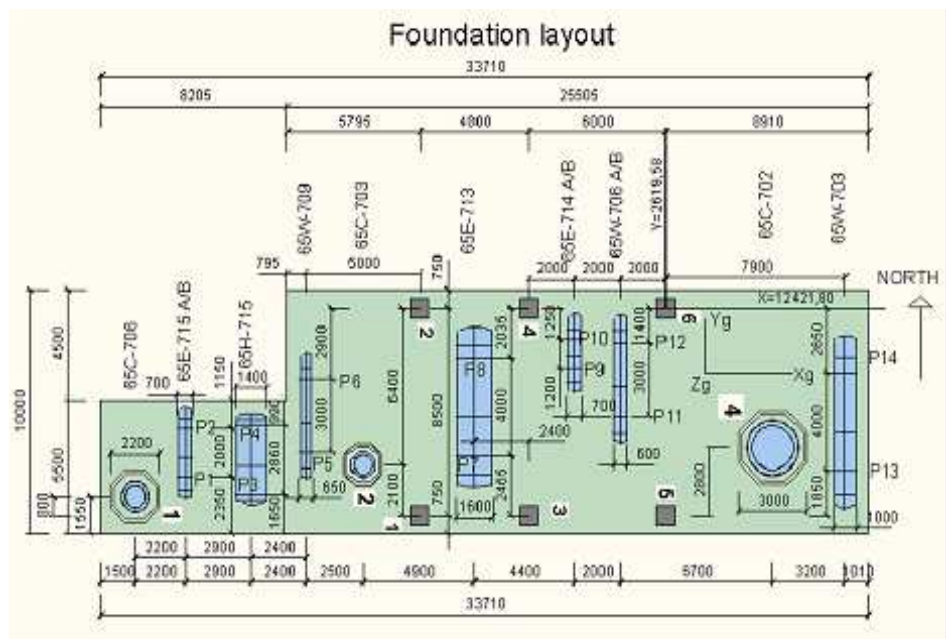 Foundation layout
33710
8205 25505
5795 4800 6000 8910
65C-706
65E-715 A/B
65H-715
65W-709
65C-703
65E-713
65E-714 A/B
65W-706 A/B
Y=2619,58
65C-702
65W-703
795 6000 750 2000 2000 2000 7900 NORTH
X=12421,80
2 4 6 Yg
Xg
Zg
10000 4500 5500 800 1550
700 1150 1400 990
2900 6400 8500 2035 1250 1400 2650
P10 P12 P14
P6 P8 P9
3000 4000 1200 700 3000 P11 4
P2 P4 2400 4000
2200 2000 2860 P5 P7 600 2800 P13
P1 P3 650 2100 2465 1850
1 2350 1650 2 750 1600 3000 1000
1 3 5
2200 2900 2400
1500 2200 2900 2400 2500 4900 4400 2000 6700 3200 1010
33710